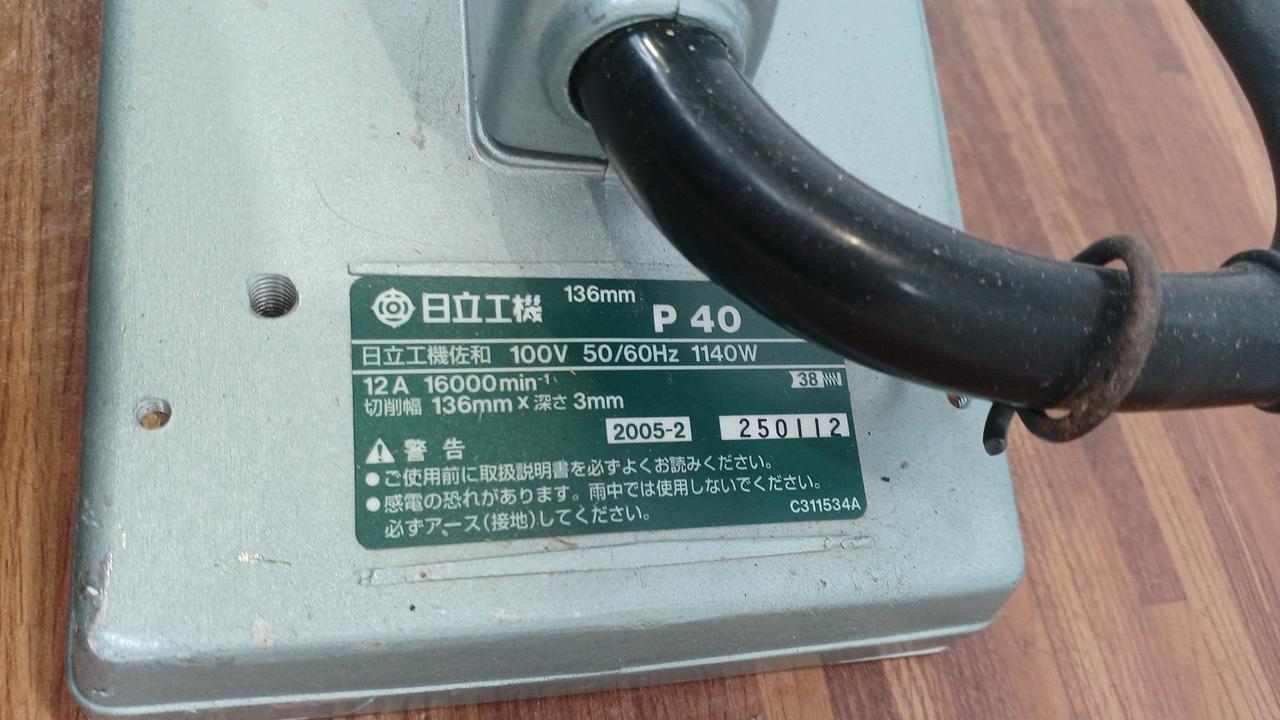 日立工機 136mm P 40
日立工機佐和 100V 50/60Hz 1140W
12A 16000min-1 38
切削幅 136mm x 深さ 3mm
2005-2 250112
警告
●ご使用前に取扱説明書を必ずよくお読みください。
●感電の恐れがあります。雨中では使用しないでください。
必ずアース(接地)してください。
C311534A